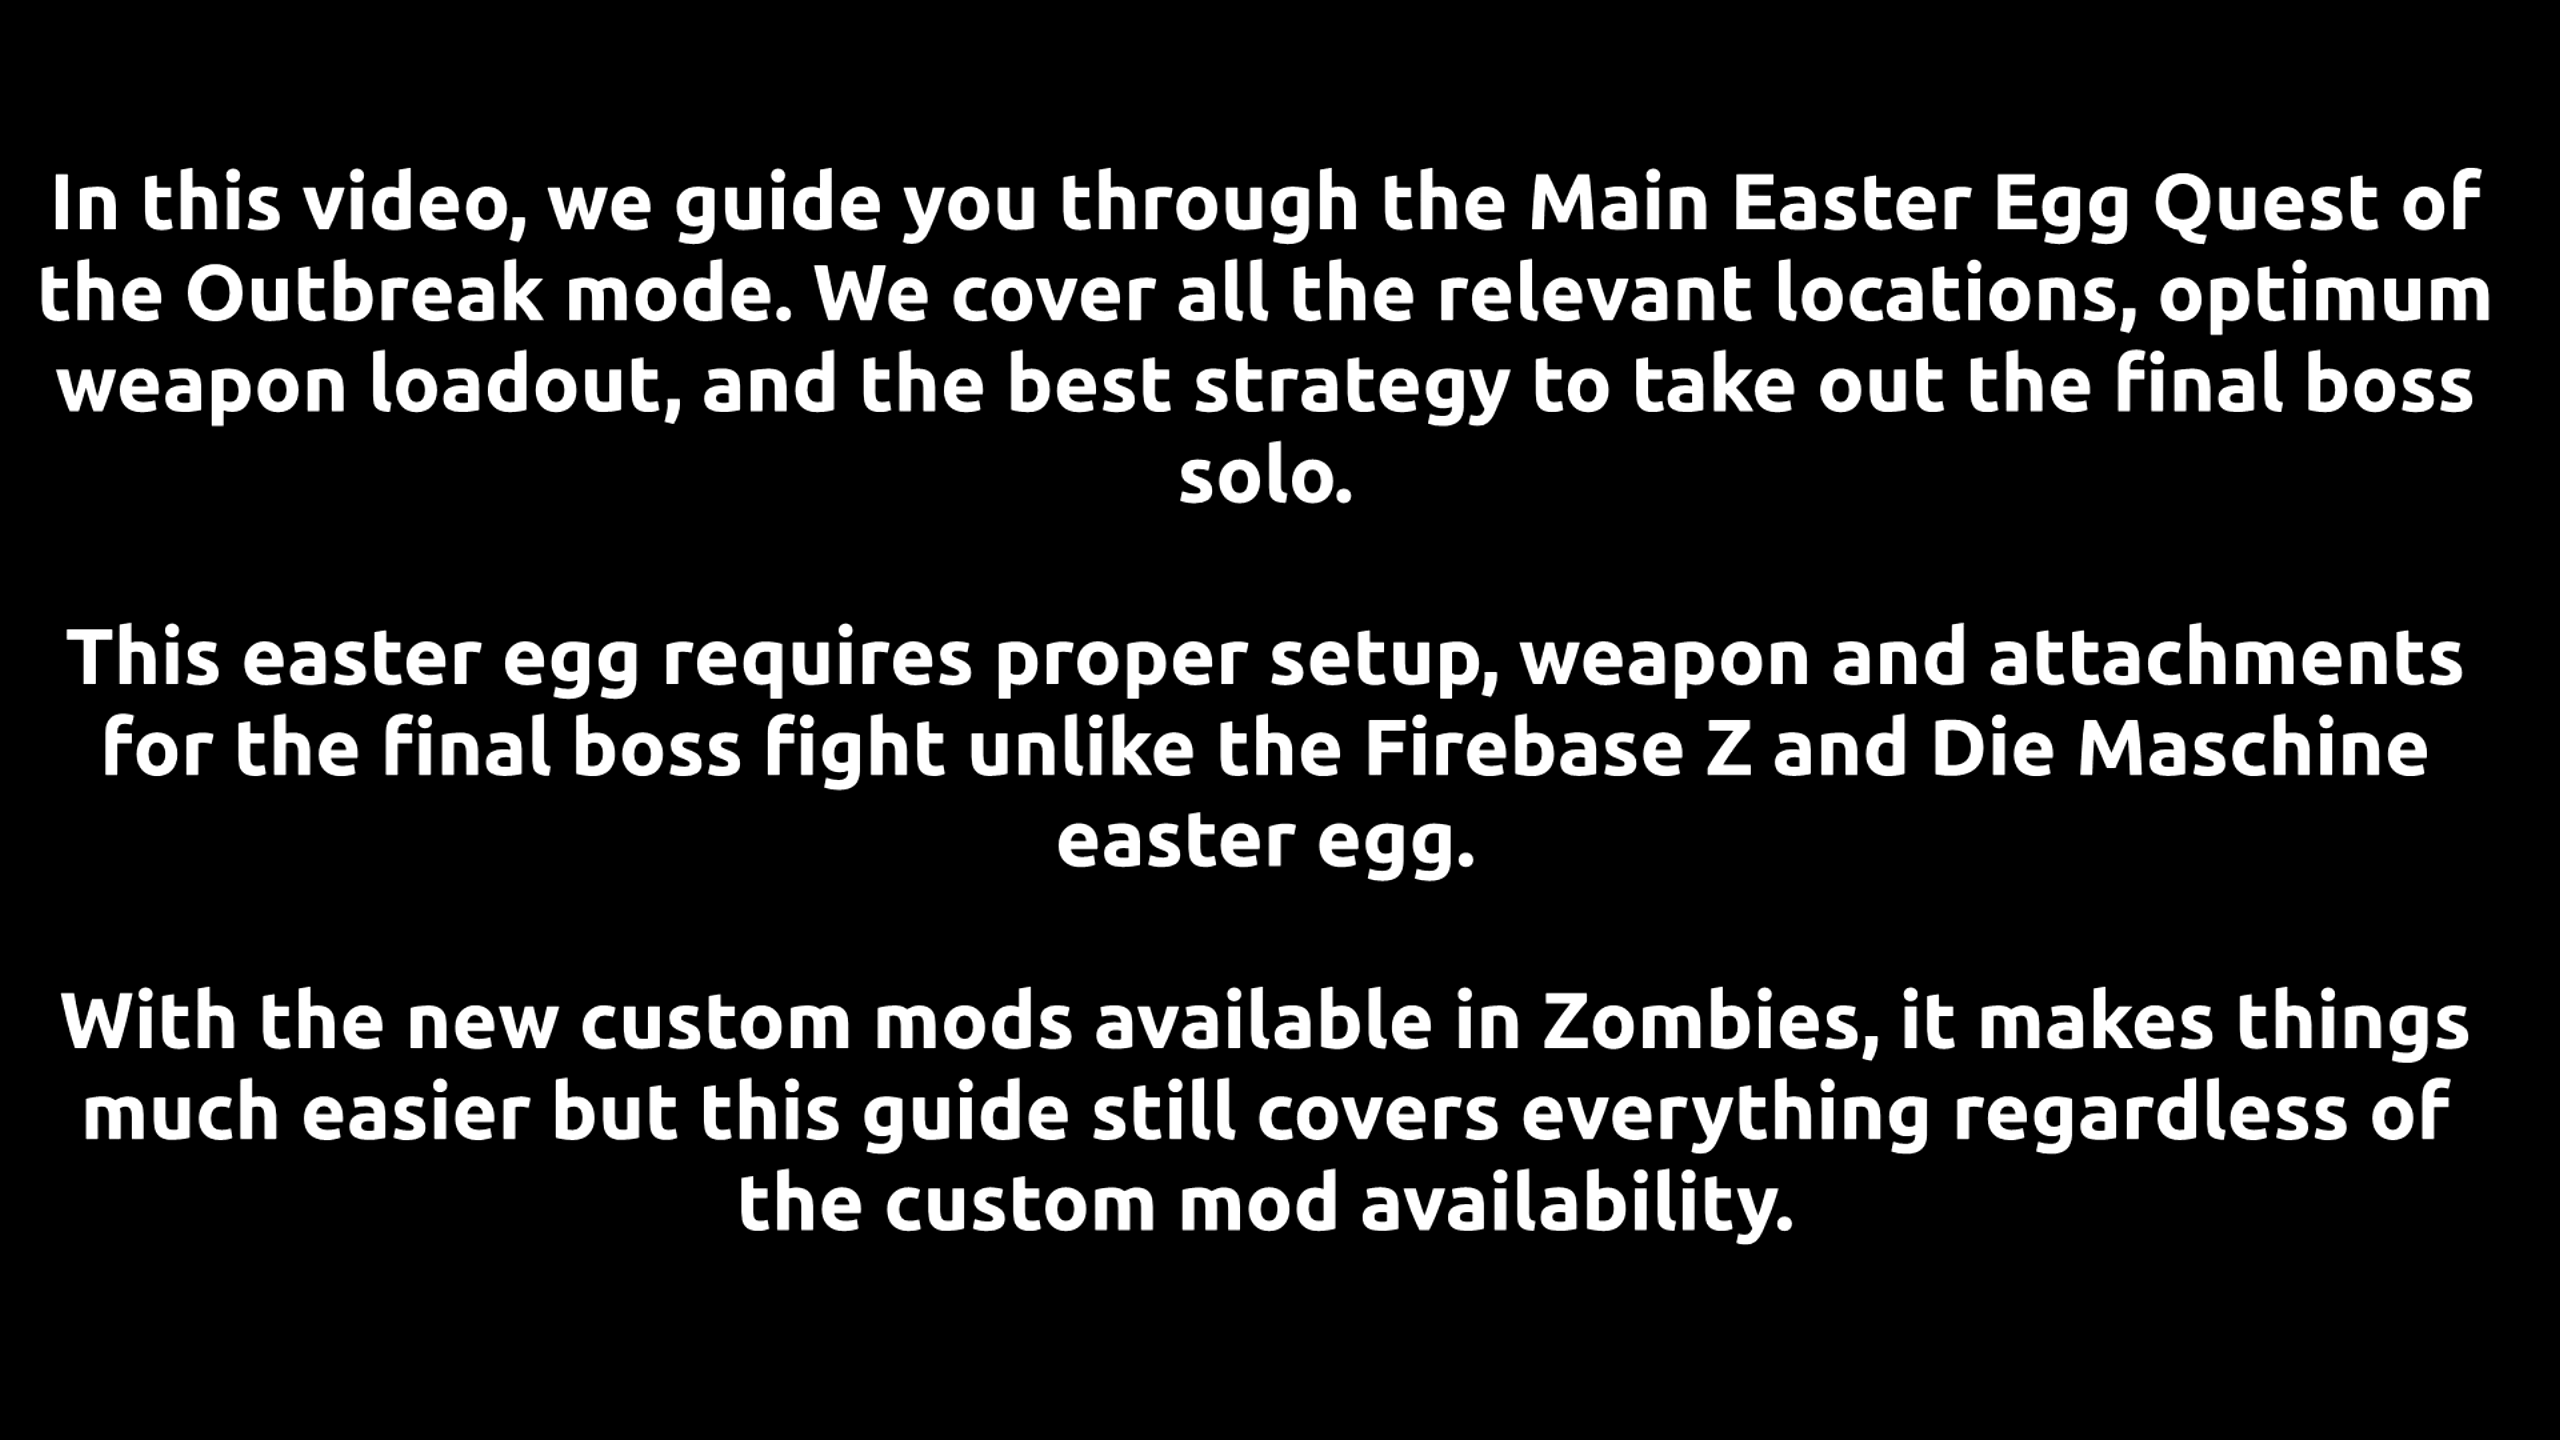 In this video, we guide you through the Main Easter Egg Quest of
the Outbreak mode. We cover all the relevant locations, optimum
weapon loadout, and the best strategy to take out the final boss
solo.
This easter egg requires proper setup, weapon and attachments
for the final boss fight unlike the Firebase Z and Die Maschine
easter egg.
With the new custom mods available in Zombies, it makes things
much easier but this guide still covers everything regardless of
the custom mod availability.